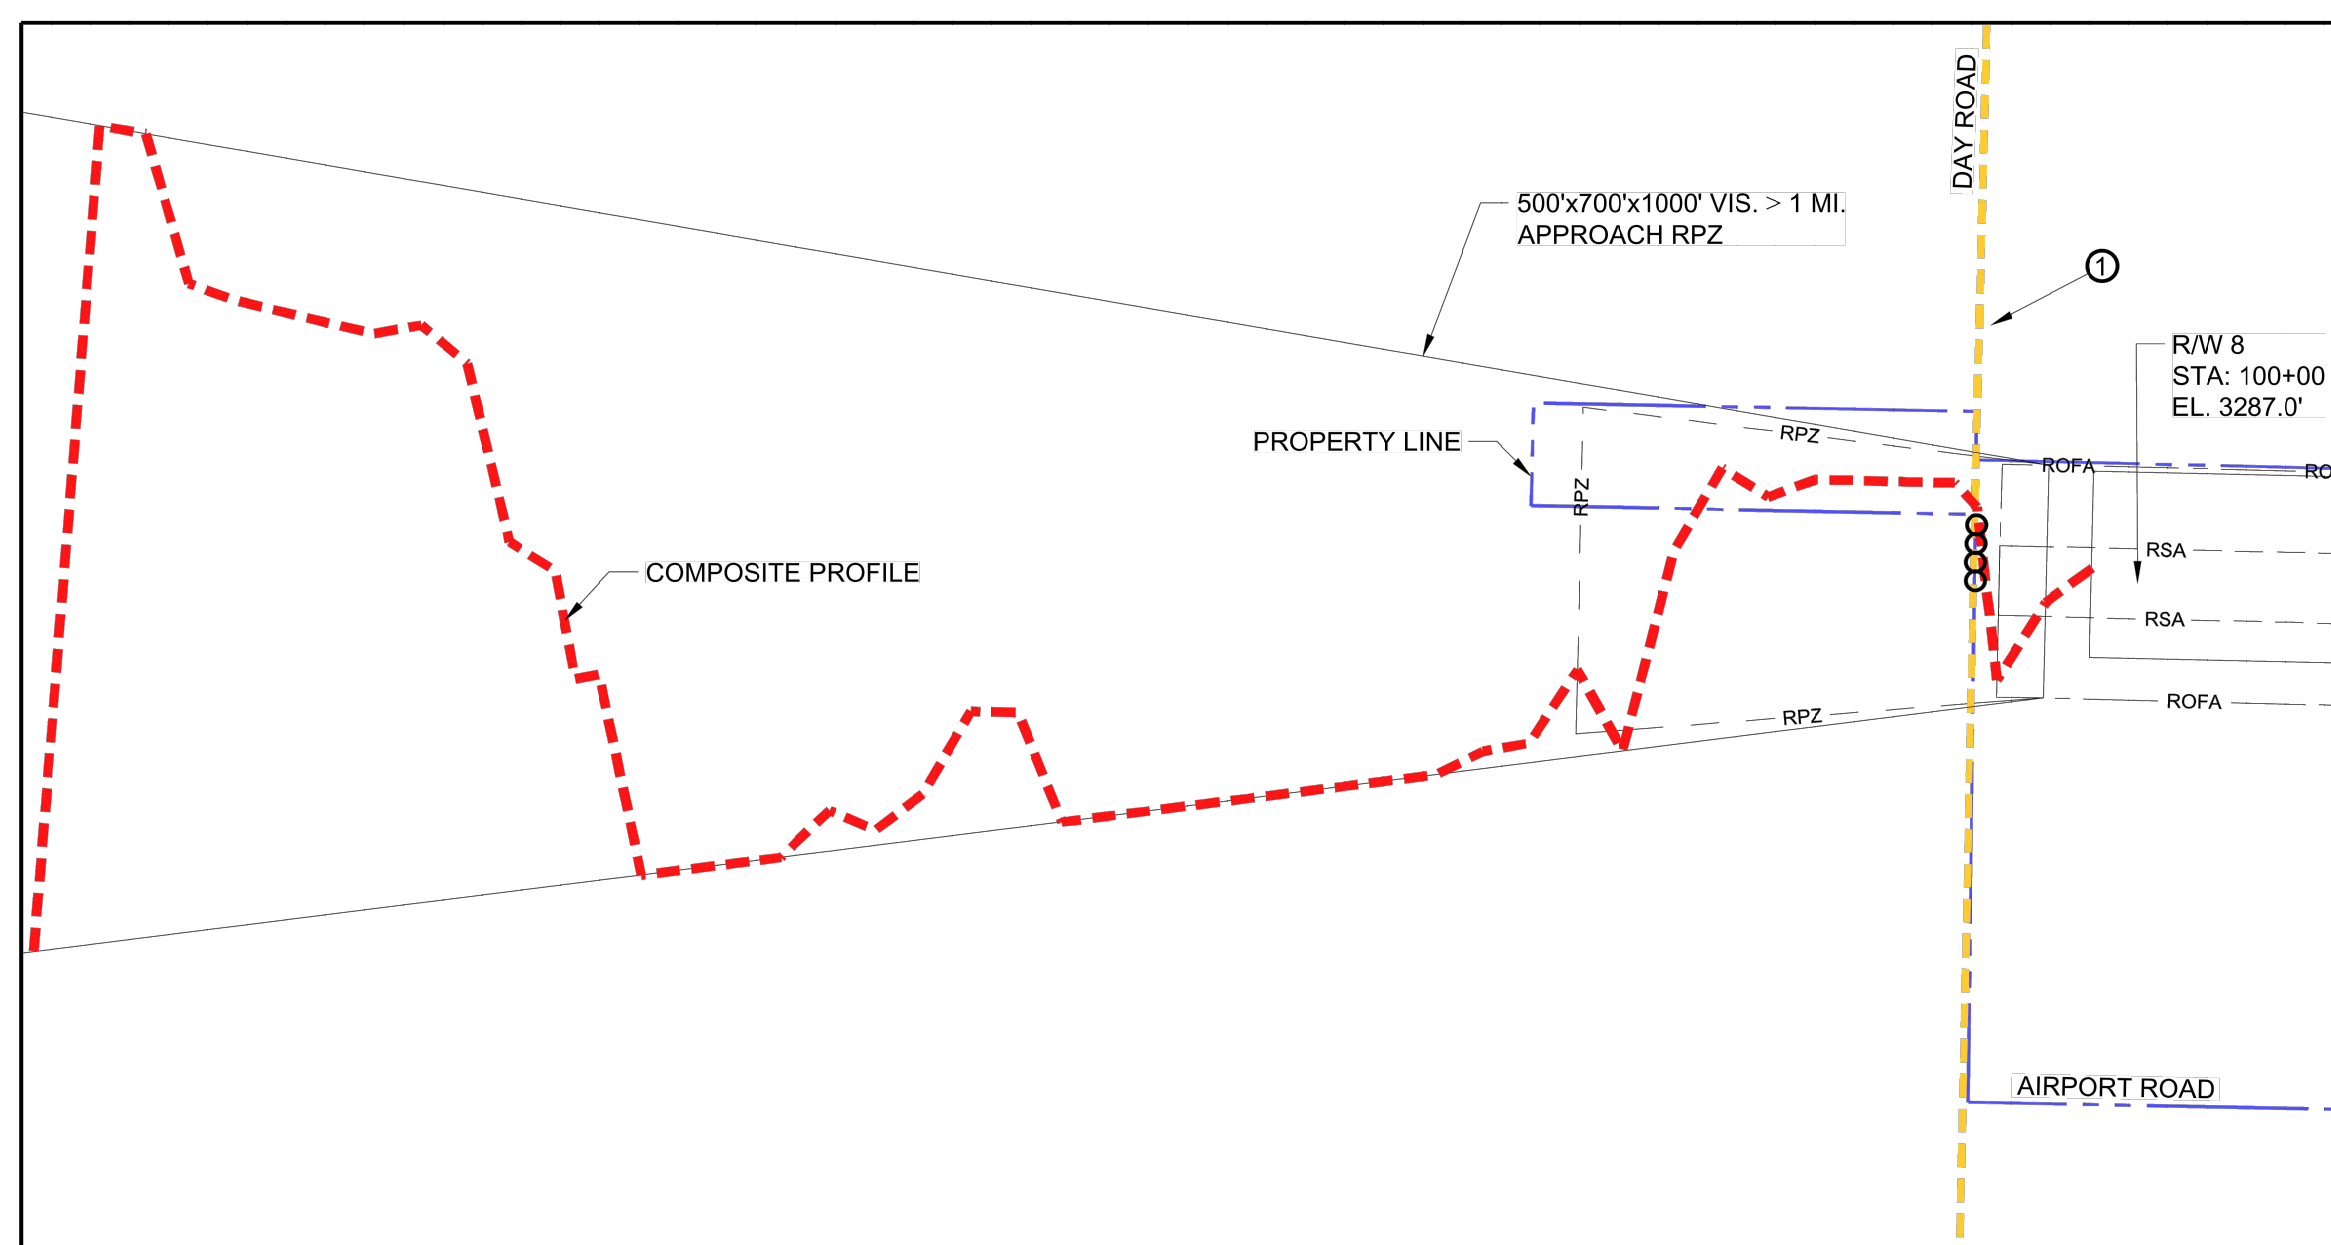 DAY ROAD
500'x700'x1000' VIS. > 1 MI.
APPROACH RPZ
1
R/W 8
STA: 100+00
EL. 3287.0'
PROPERTY LINE
RPZ
RPZ
ROFA
RO
RSA
COMPOSITE PROFILE
RSA
RPZ
ROFA
AIRPORT ROAD